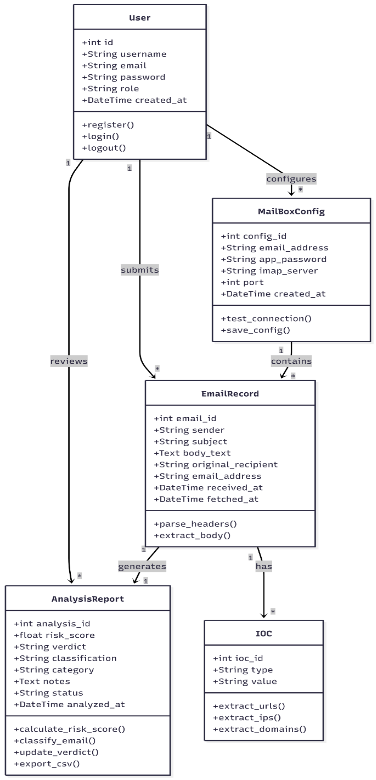 User
+int id
+String username
+String email
+String password
+String role
+DateTime created_at
+register()
+login()
+logout()
1
1
1
configures
*
MailBoxConfig
+int config_id
+String email_address
+String app_password
+String imap_server
+int port
+DateTime created_at
+test_connection()
+save_config()
submits
1
contains
reviews
*
*
EmailRecord
+int email_id
+String sender
+String subject
+Text body_text
+String original_recipient
+String email_address
+DateTime received_at
+DateTime fetched_at
+parse_headers()
+extract_body()
1
1
generates
has
*
1
*
AnalysisReport
+int analysis_id
+float risk_score
+String verdict
+String classification
+String category
+Text notes
+String status
+DateTime analyzed_at
+calculate_risk_score()
+classify_email()
+update_verdict()
+export_csv()
IOC
+int ioc_id
+String type
+String value
+extract_urls()
+extract_ips()
+extract_domains()